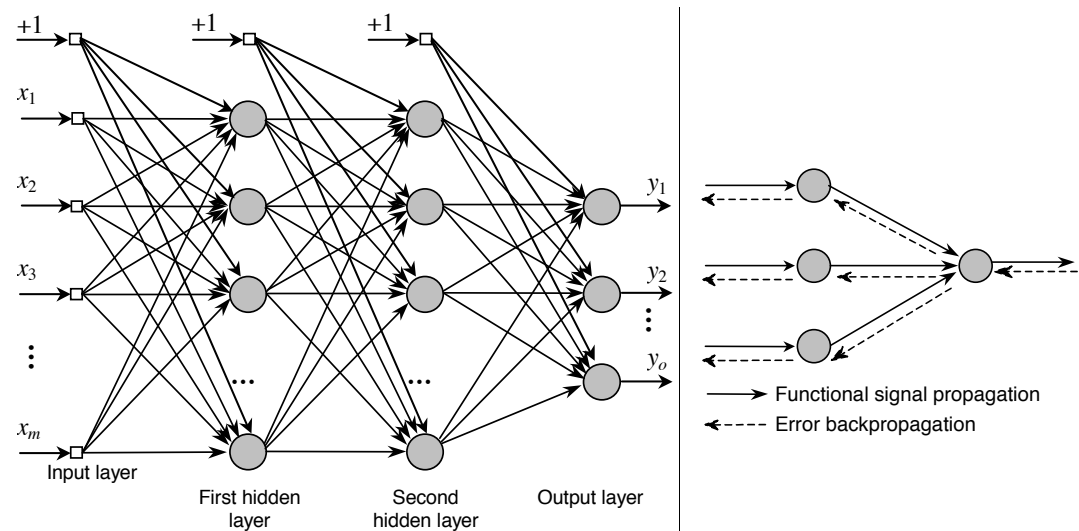 +1
+1
+1
x₁
x₂
x₃
...
xₘ
...
...
y₁
y₂
...
yₒ
Input layer
First hidden
layer
Second
hidden layer
Output layer
Functional signal propagation
Error backpropagation